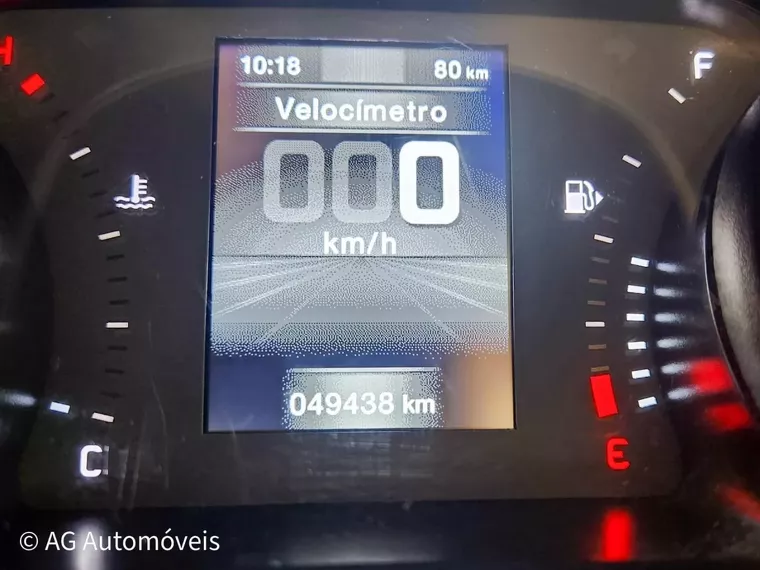 H
10:18 80 km
F
Velocímetro
000
km/h
049438 km
C
E
© AG Automóveis